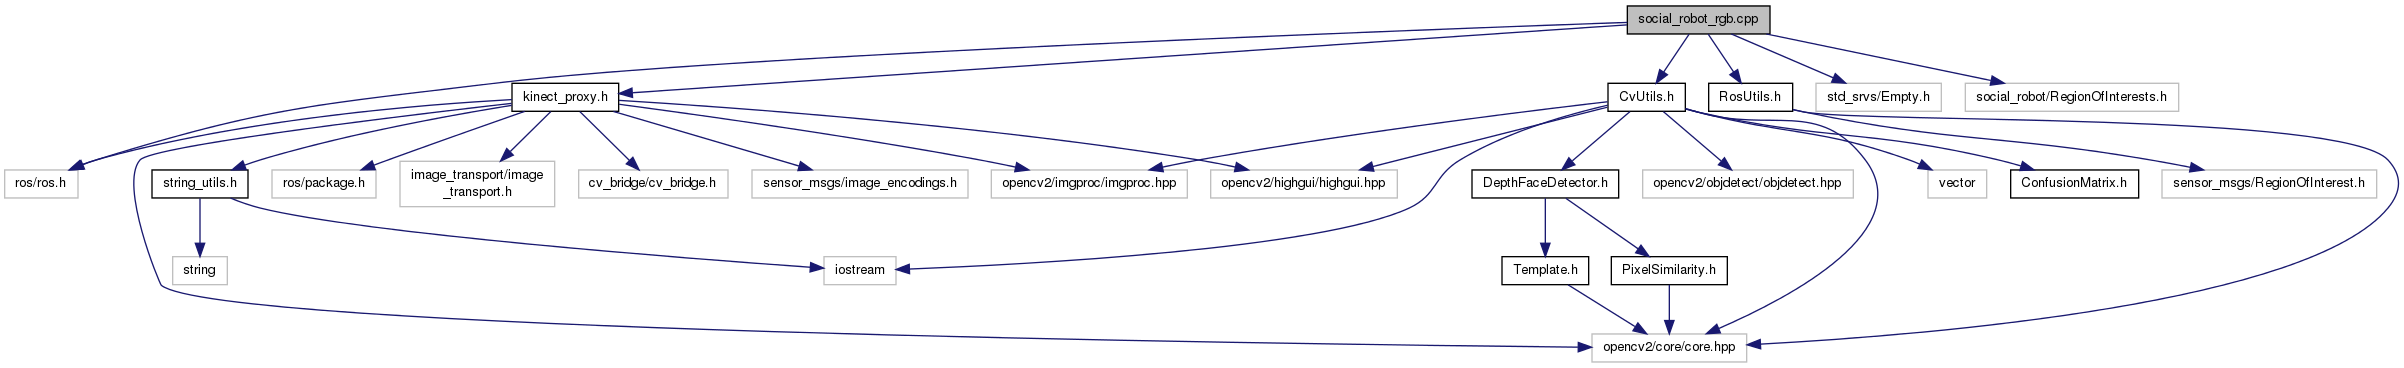 social_robot_rgb.cpp
kinect_proxy.h
CvUtils.h
RosUtils.h
std_srvs/Empty.h
social_robot/RegionOfInterests.h
ros/ros.h
string_utils.h
ros/package.h
image_transport/image
_transport.h
cv_bridge/cv_bridge.h
sensor_msgs/image_encodings.h
opencv2/imgproc/imgproc.hpp
opencv2/highgui/highgui.hpp
DepthFaceDetector.h
opencv2/objdetect/objdetect.hpp
vector
ConfusionMatrix.h
sensor_msgs/RegionOfInterest.h
string
iostream
Template.h
PixelSimilarity.h
opencv2/core/core.hpp